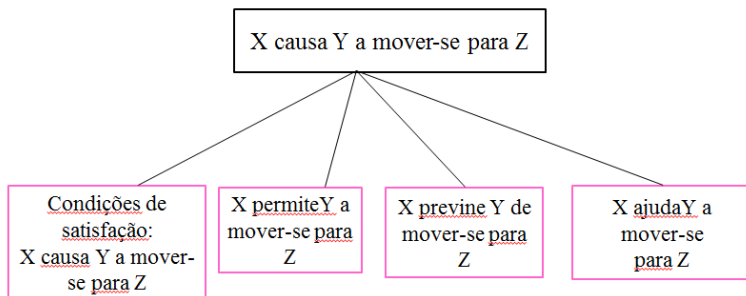 X causa Y a mover-se para Z
Condições de
satisfação:
X causa Y a mover-
se para Z
X permiteY a
mover-se para
Z
X previne Y de
mover-se para
Z
X ajudaY a
mover-se
para Z